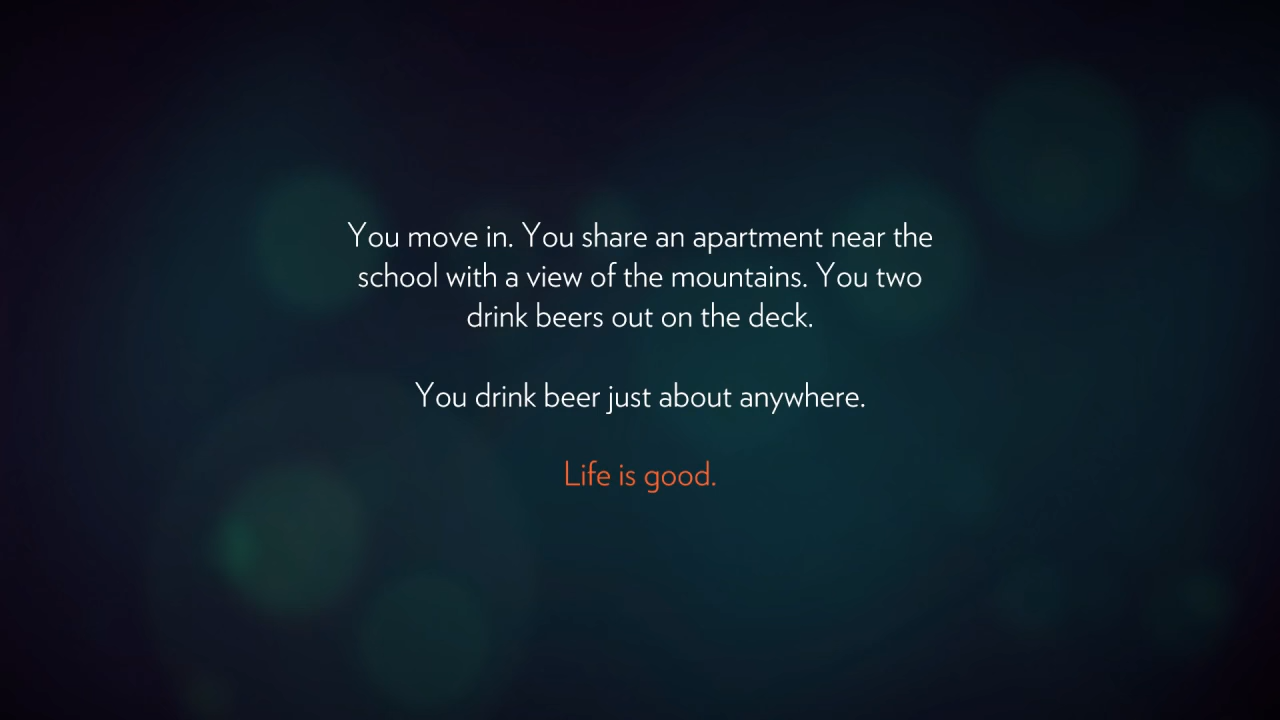 You move in. You share an apartment near the
school with a view of the mountains. You two
drink beers out on the deck.
You drink beer just about anywhere.
Life is good.